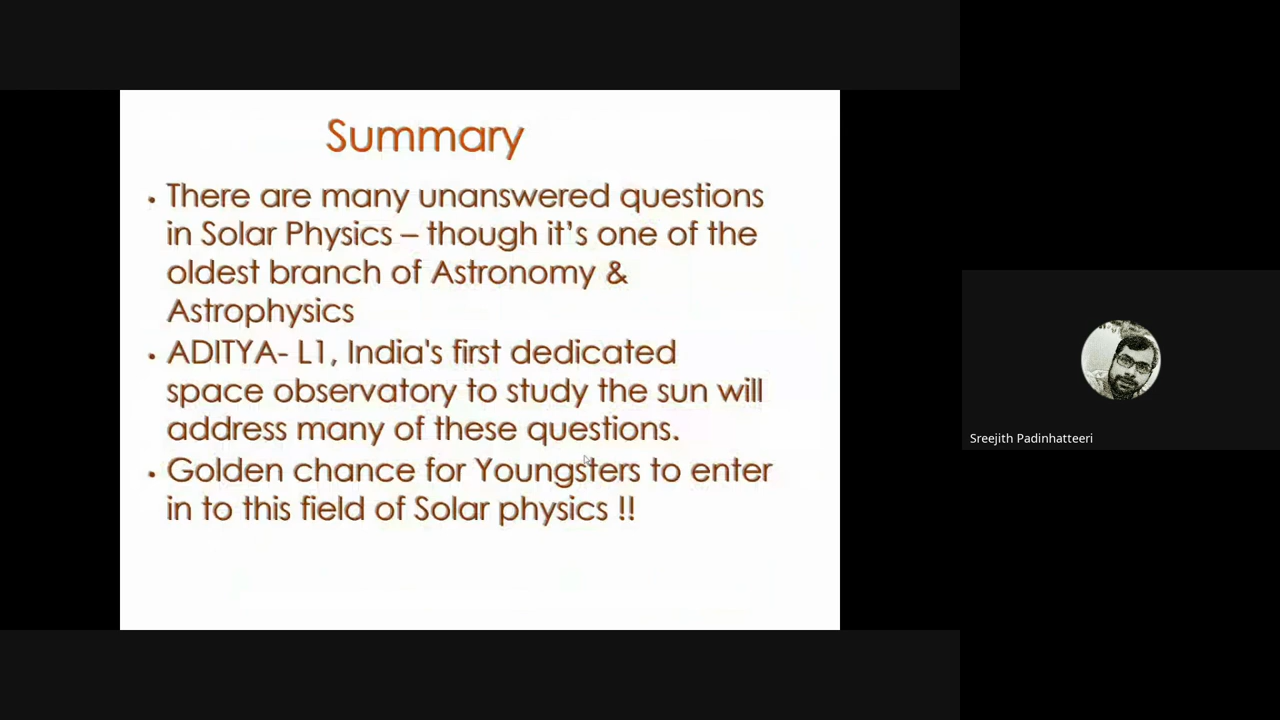 Summary
• There are many unanswered questions
in Solar Physics – though it’s one of the
oldest branch of Astronomy &
Astrophysics
• ADITYA- L1, India's first dedicated
space observatory to study the sun will
address many of these questions.
• Golden chance for Youngsters to enter
in to this field of Solar physics !!
Sreejith Padinhatteeri